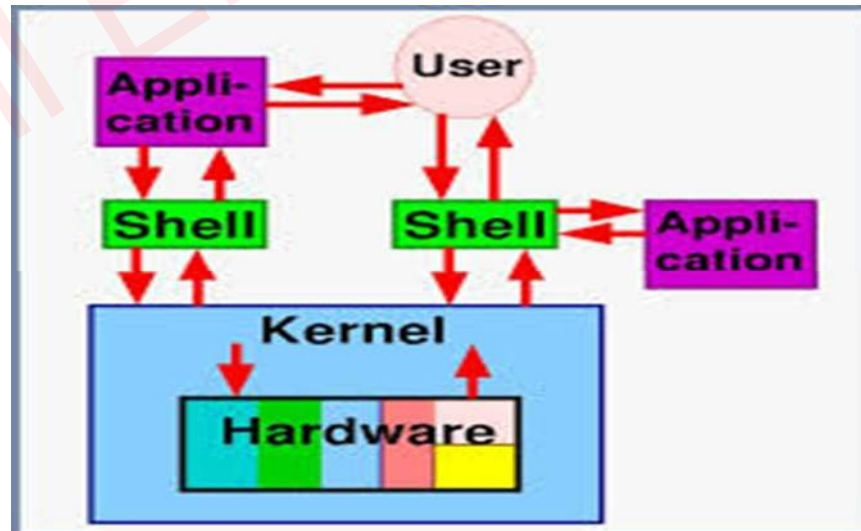 User
Appli-
cation
Shell
Shell
Appli-
cation
Kernel
Hardware